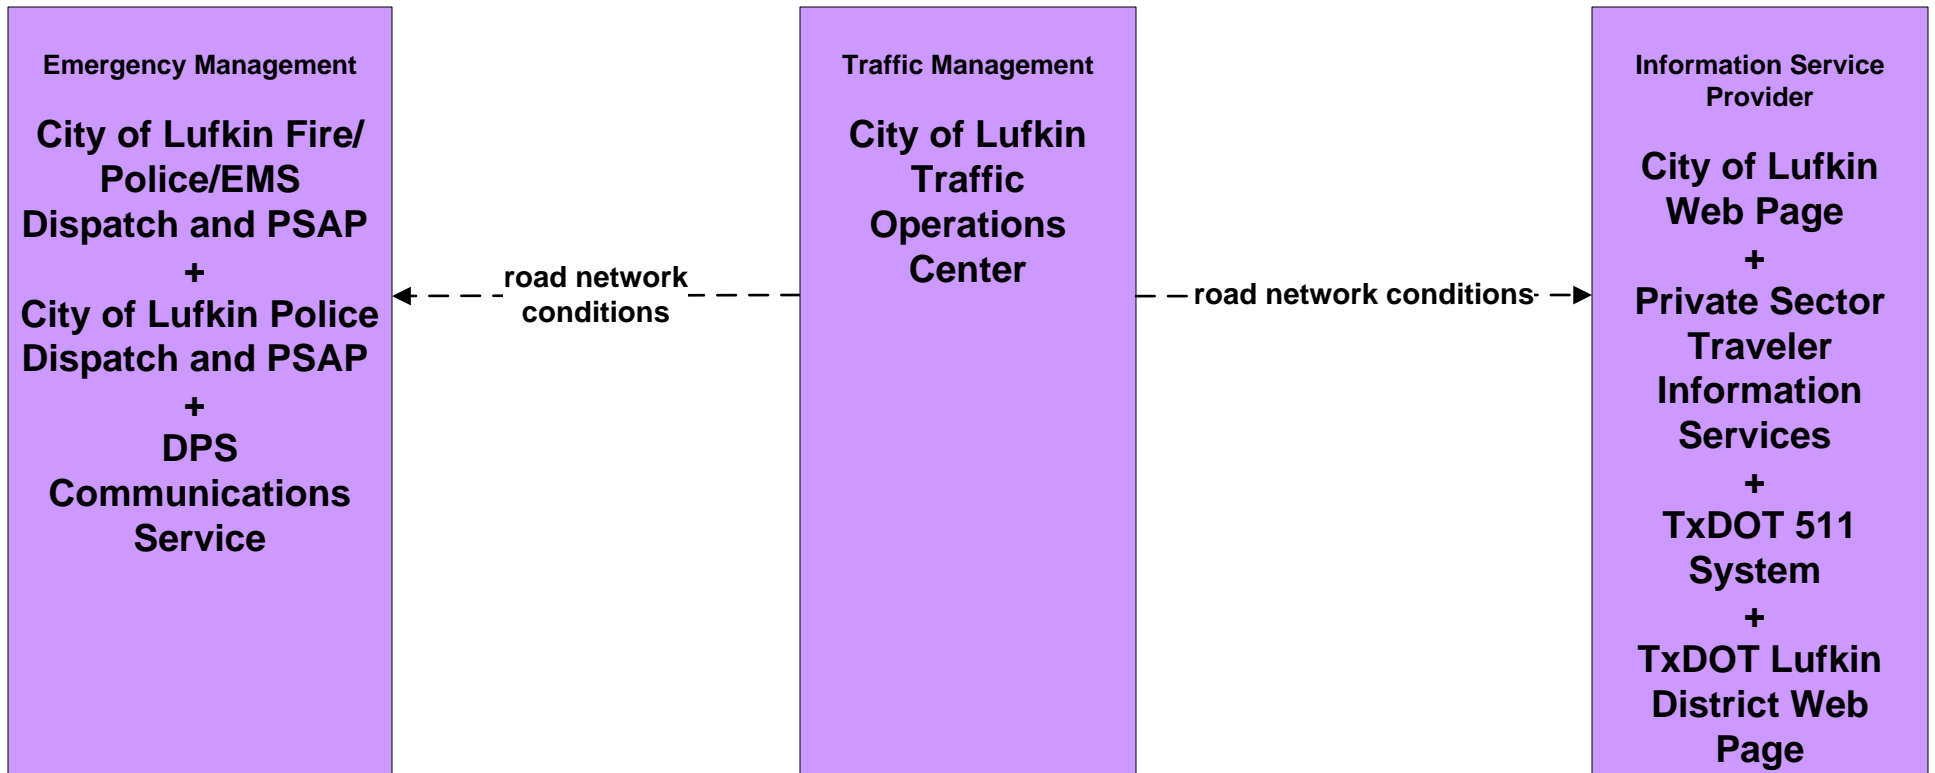 Emergency Management
City of Lufkin Fire/
Police/EMS
Dispatch and PSAP
+
City of Lufkin Police
Dispatch and PSAP
+
DPS
Communications
Service
road network
conditions
Traffic Management
City of Lufkin
Traffic
Operations
Center
road network conditions
Information Service
Provider
City of Lufkin
Web Page
+
Private Sector
Traveler
Information
Services
+
TxDOT 511
System
+
TxDOT Lufkin
District Web
Page